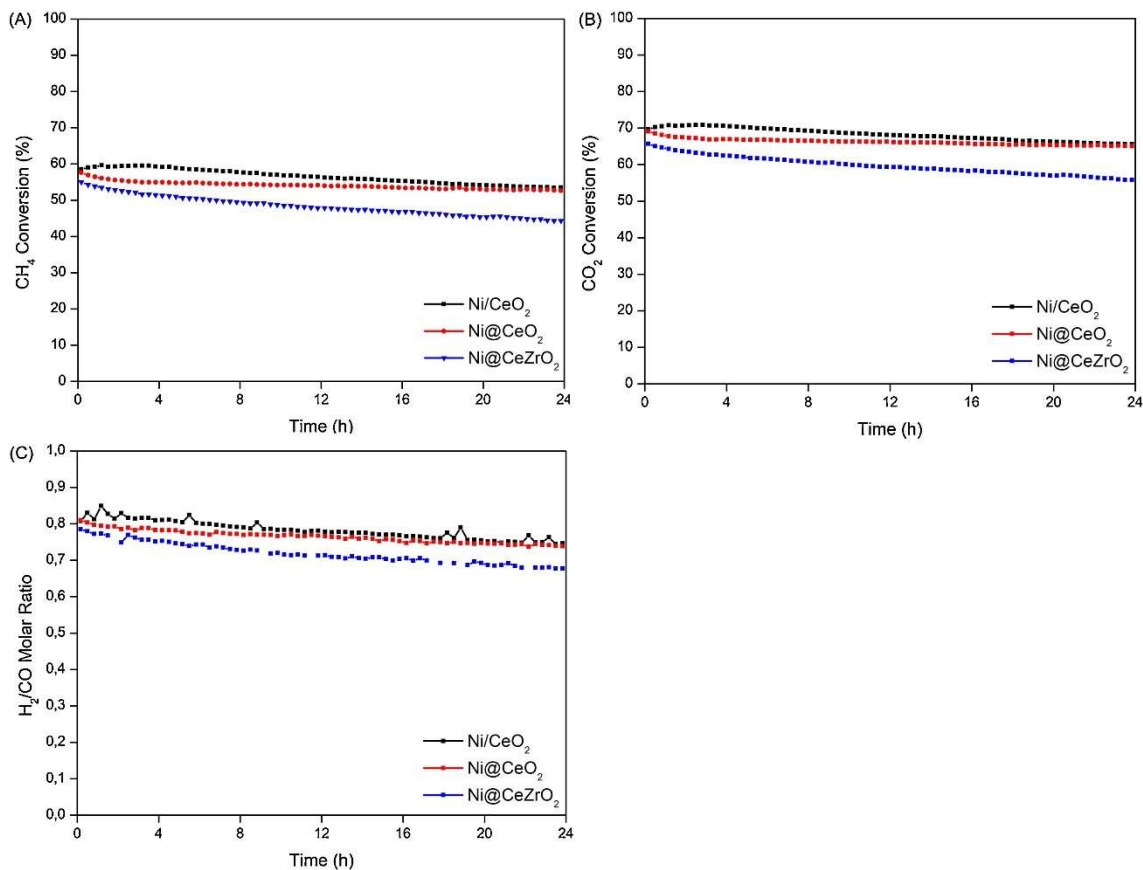 (A)
100
90
80
70
60
50
40
30
20
10
0
CH₄ Conversion (%)
0 4 8 12 16 20 24
Time (h)
Ni/CeO₂
Ni@CeO₂
Ni@CeZrO₂
(B)
100
90
80
70
60
50
40
30
20
10
0
CO₂ Conversion (%)
0 4 8 12 16 20 24
Time (h)
Ni/CeO₂
Ni@CeO₂
Ni@CeZrO₂
(C)
1,0
0,9
0,8
0,7
0,6
0,5
0,4
0,3
0,2
0,1
0,0
H₂/CO Molar Ratio
0 4 8 12 16 20 24
Time (h)
Ni/CeO₂
Ni@CeO₂
Ni@CeZrO₂